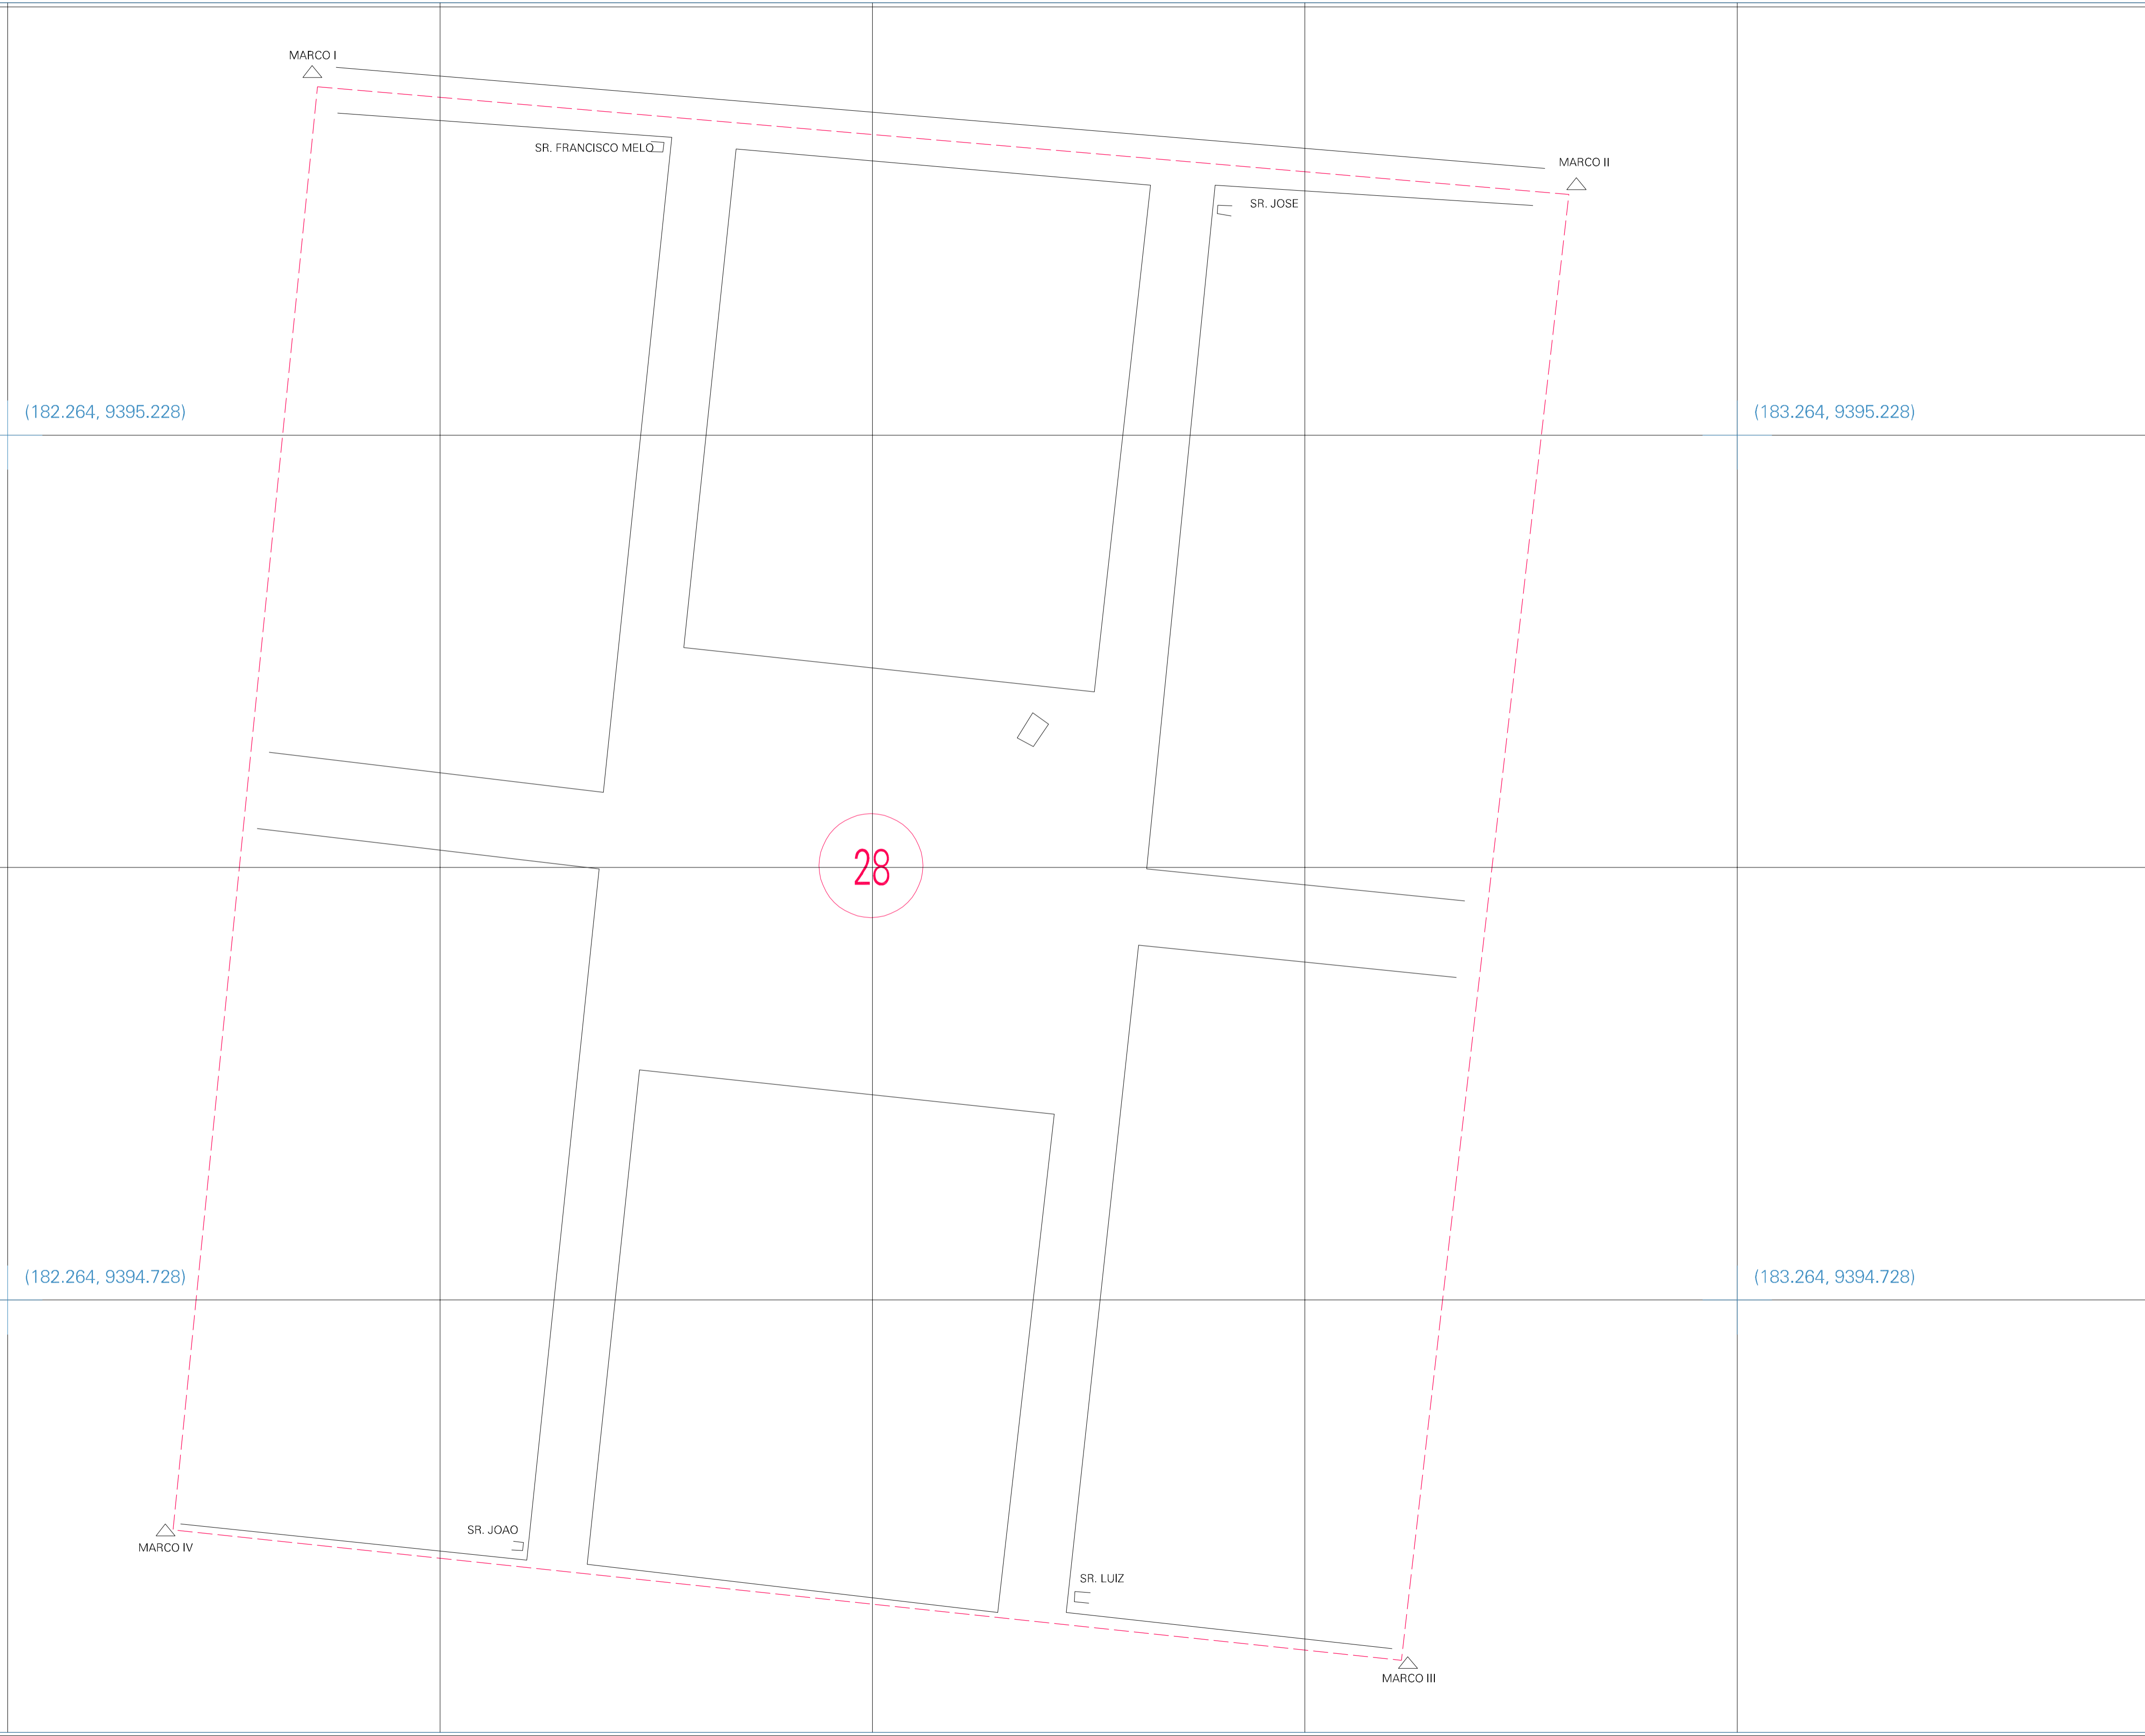 MARCO I
SR. FRANCISCO MELO
MARCO II
SR. JOSE
(182.264, 9395.228)
(183.264, 9395.228)
28
(182.264, 9394.728)
(183.264, 9394.728)
SR. JOAO
MARCO IV
SR. LUIZ
MARCO III